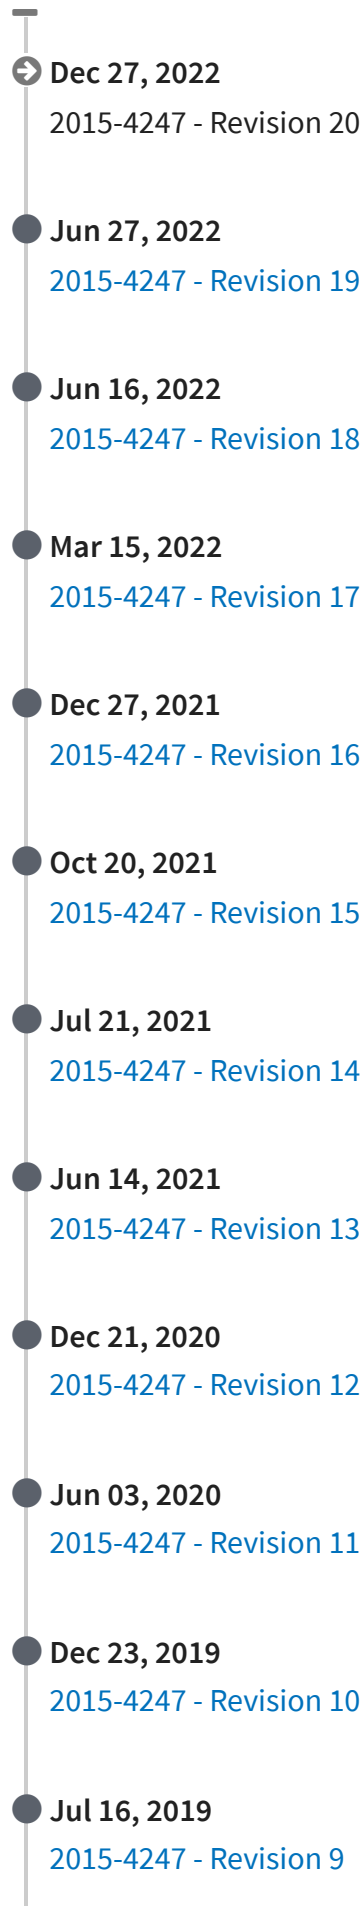 Dec 27, 2022
2015-4247 - Revision 20
Jun 27, 2022
2015-4247 - Revision 19
Jun 16, 2022
2015-4247 - Revision 18
Mar 15, 2022
2015-4247 - Revision 17
Dec 27, 2021
2015-4247 - Revision 16
Oct 20, 2021
2015-4247 - Revision 15
Jul 21, 2021
2015-4247 - Revision 14
Jun 14, 2021
2015-4247 - Revision 13
Dec 21, 2020
2015-4247 - Revision 12
Jun 03, 2020
2015-4247 - Revision 11
Dec 23, 2019
2015-4247 - Revision 10
Jul 16, 2019
2015-4247 - Revision 9